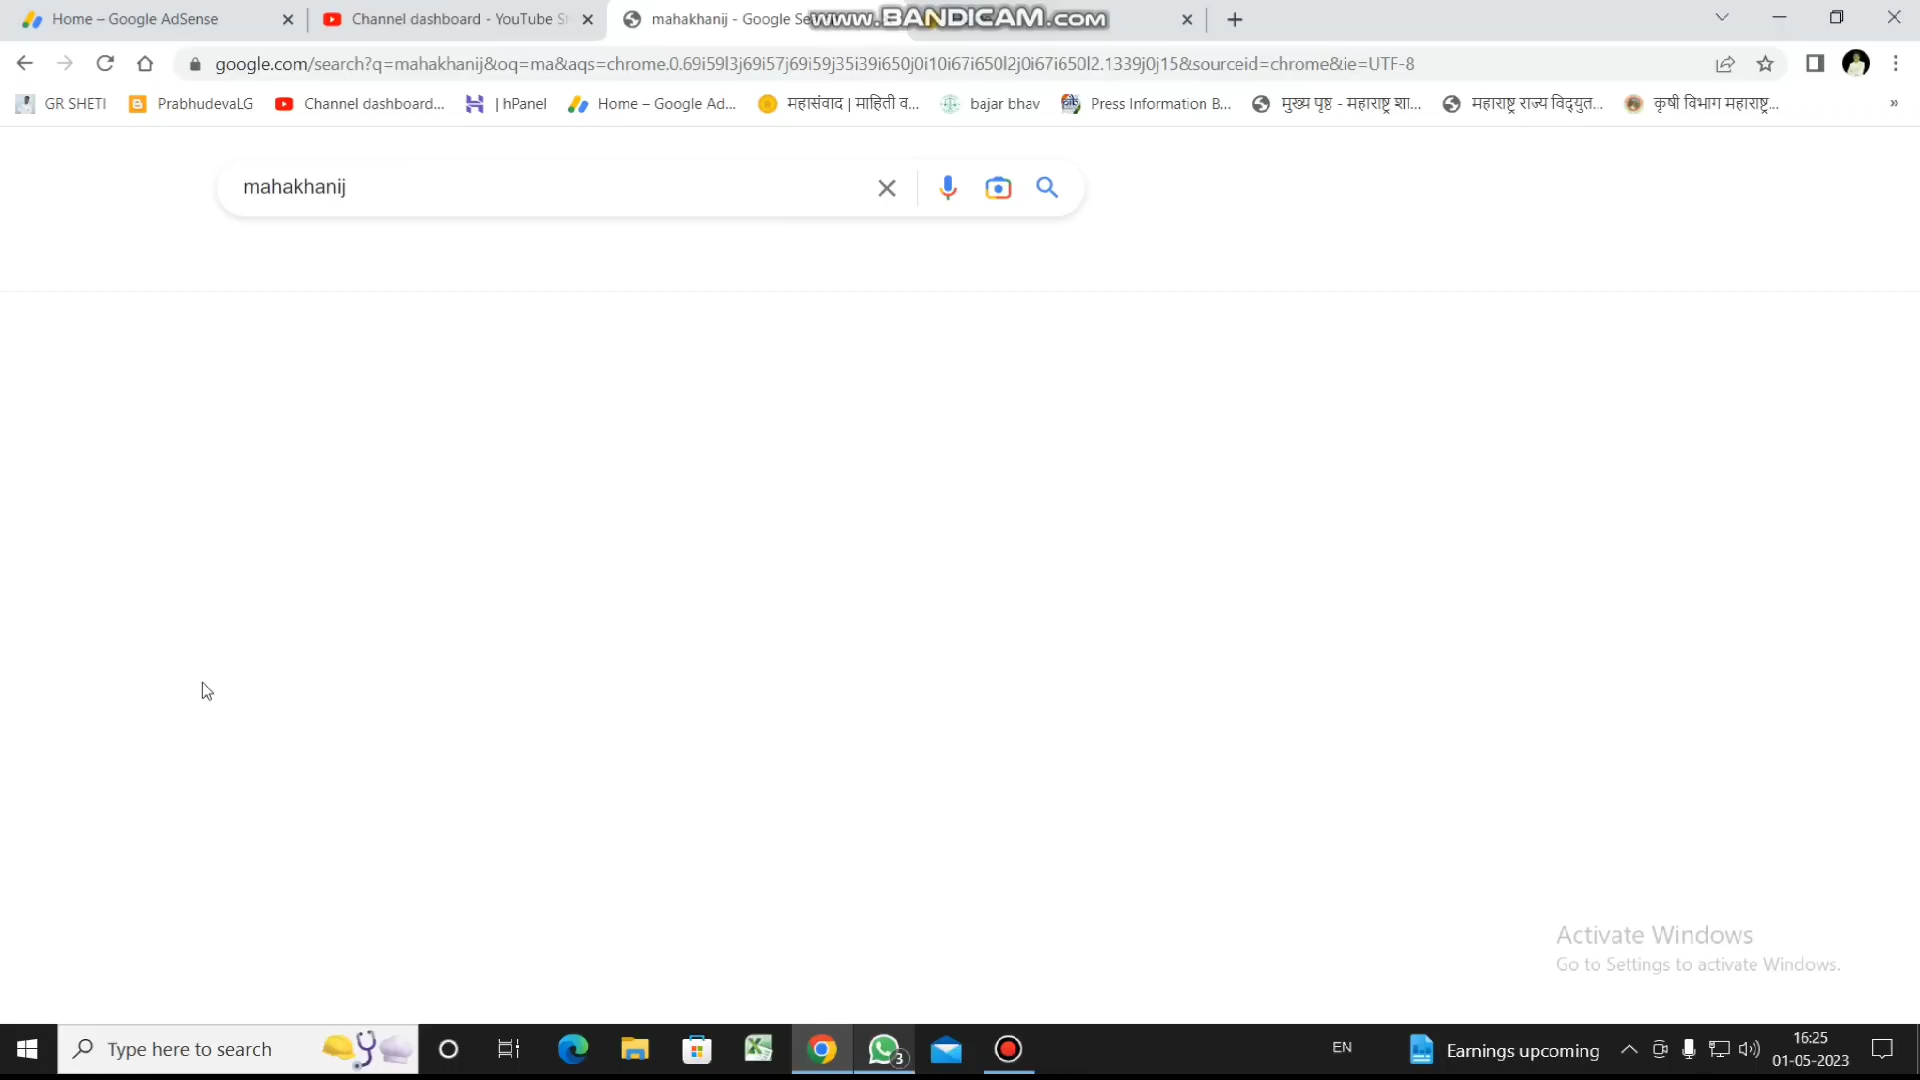 Home – Google AdSense
Channel dashboard - YouTube St
mahakhanij - Google Se
www.BANDICAM.com
google.com/search?q=mahakhanij&oq=ma&aqs=chrome.0.69i59l3j69i57j69i59j35i39i650j0i10i67i650l2j0i67i650l2.1339j0j15&sourceid=chrome&ie=UTF-8
GR SHETI
PrabhudevaLG
Channel dashboard...
| hPanel
Home – Google Ad...
महासंवाद | माहिती व...
bajar bhav
Press Information B...
मुख्य पृष्ठ - महाराष्ट्र शा...
महाराष्ट्र राज्य विद्युत...
कृषी विभाग महाराष्ट्र...
»
mahakhanij
Activate Windows
Go to Settings to activate Windows.
Type here to search
3
EN
Earnings upcoming
16:25
01-05-2023